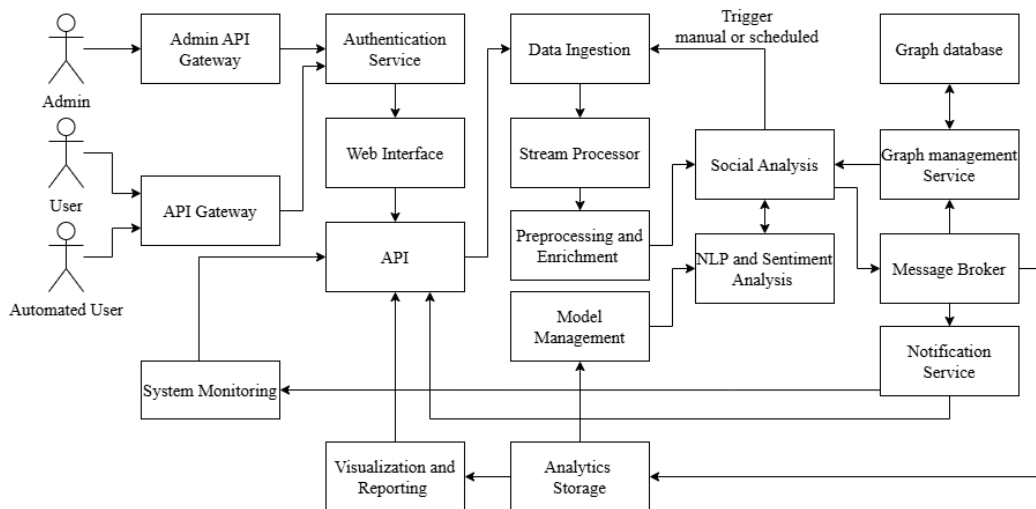 Trigger
manual or scheduled
Admin API
Gateway
Authentication
Service
Data Ingestion
Graph database
Admin
Web Interface
Stream Processor
Social Analysis
Graph management
Service
User
API Gateway
API
Preprocessing and
Enrichment
NLP and Sentiment
Analysis
Message Broker
Automated User
Model
Management
Notification
Service
System Monitoring
Visualization and
Reporting
Analytics
Storage